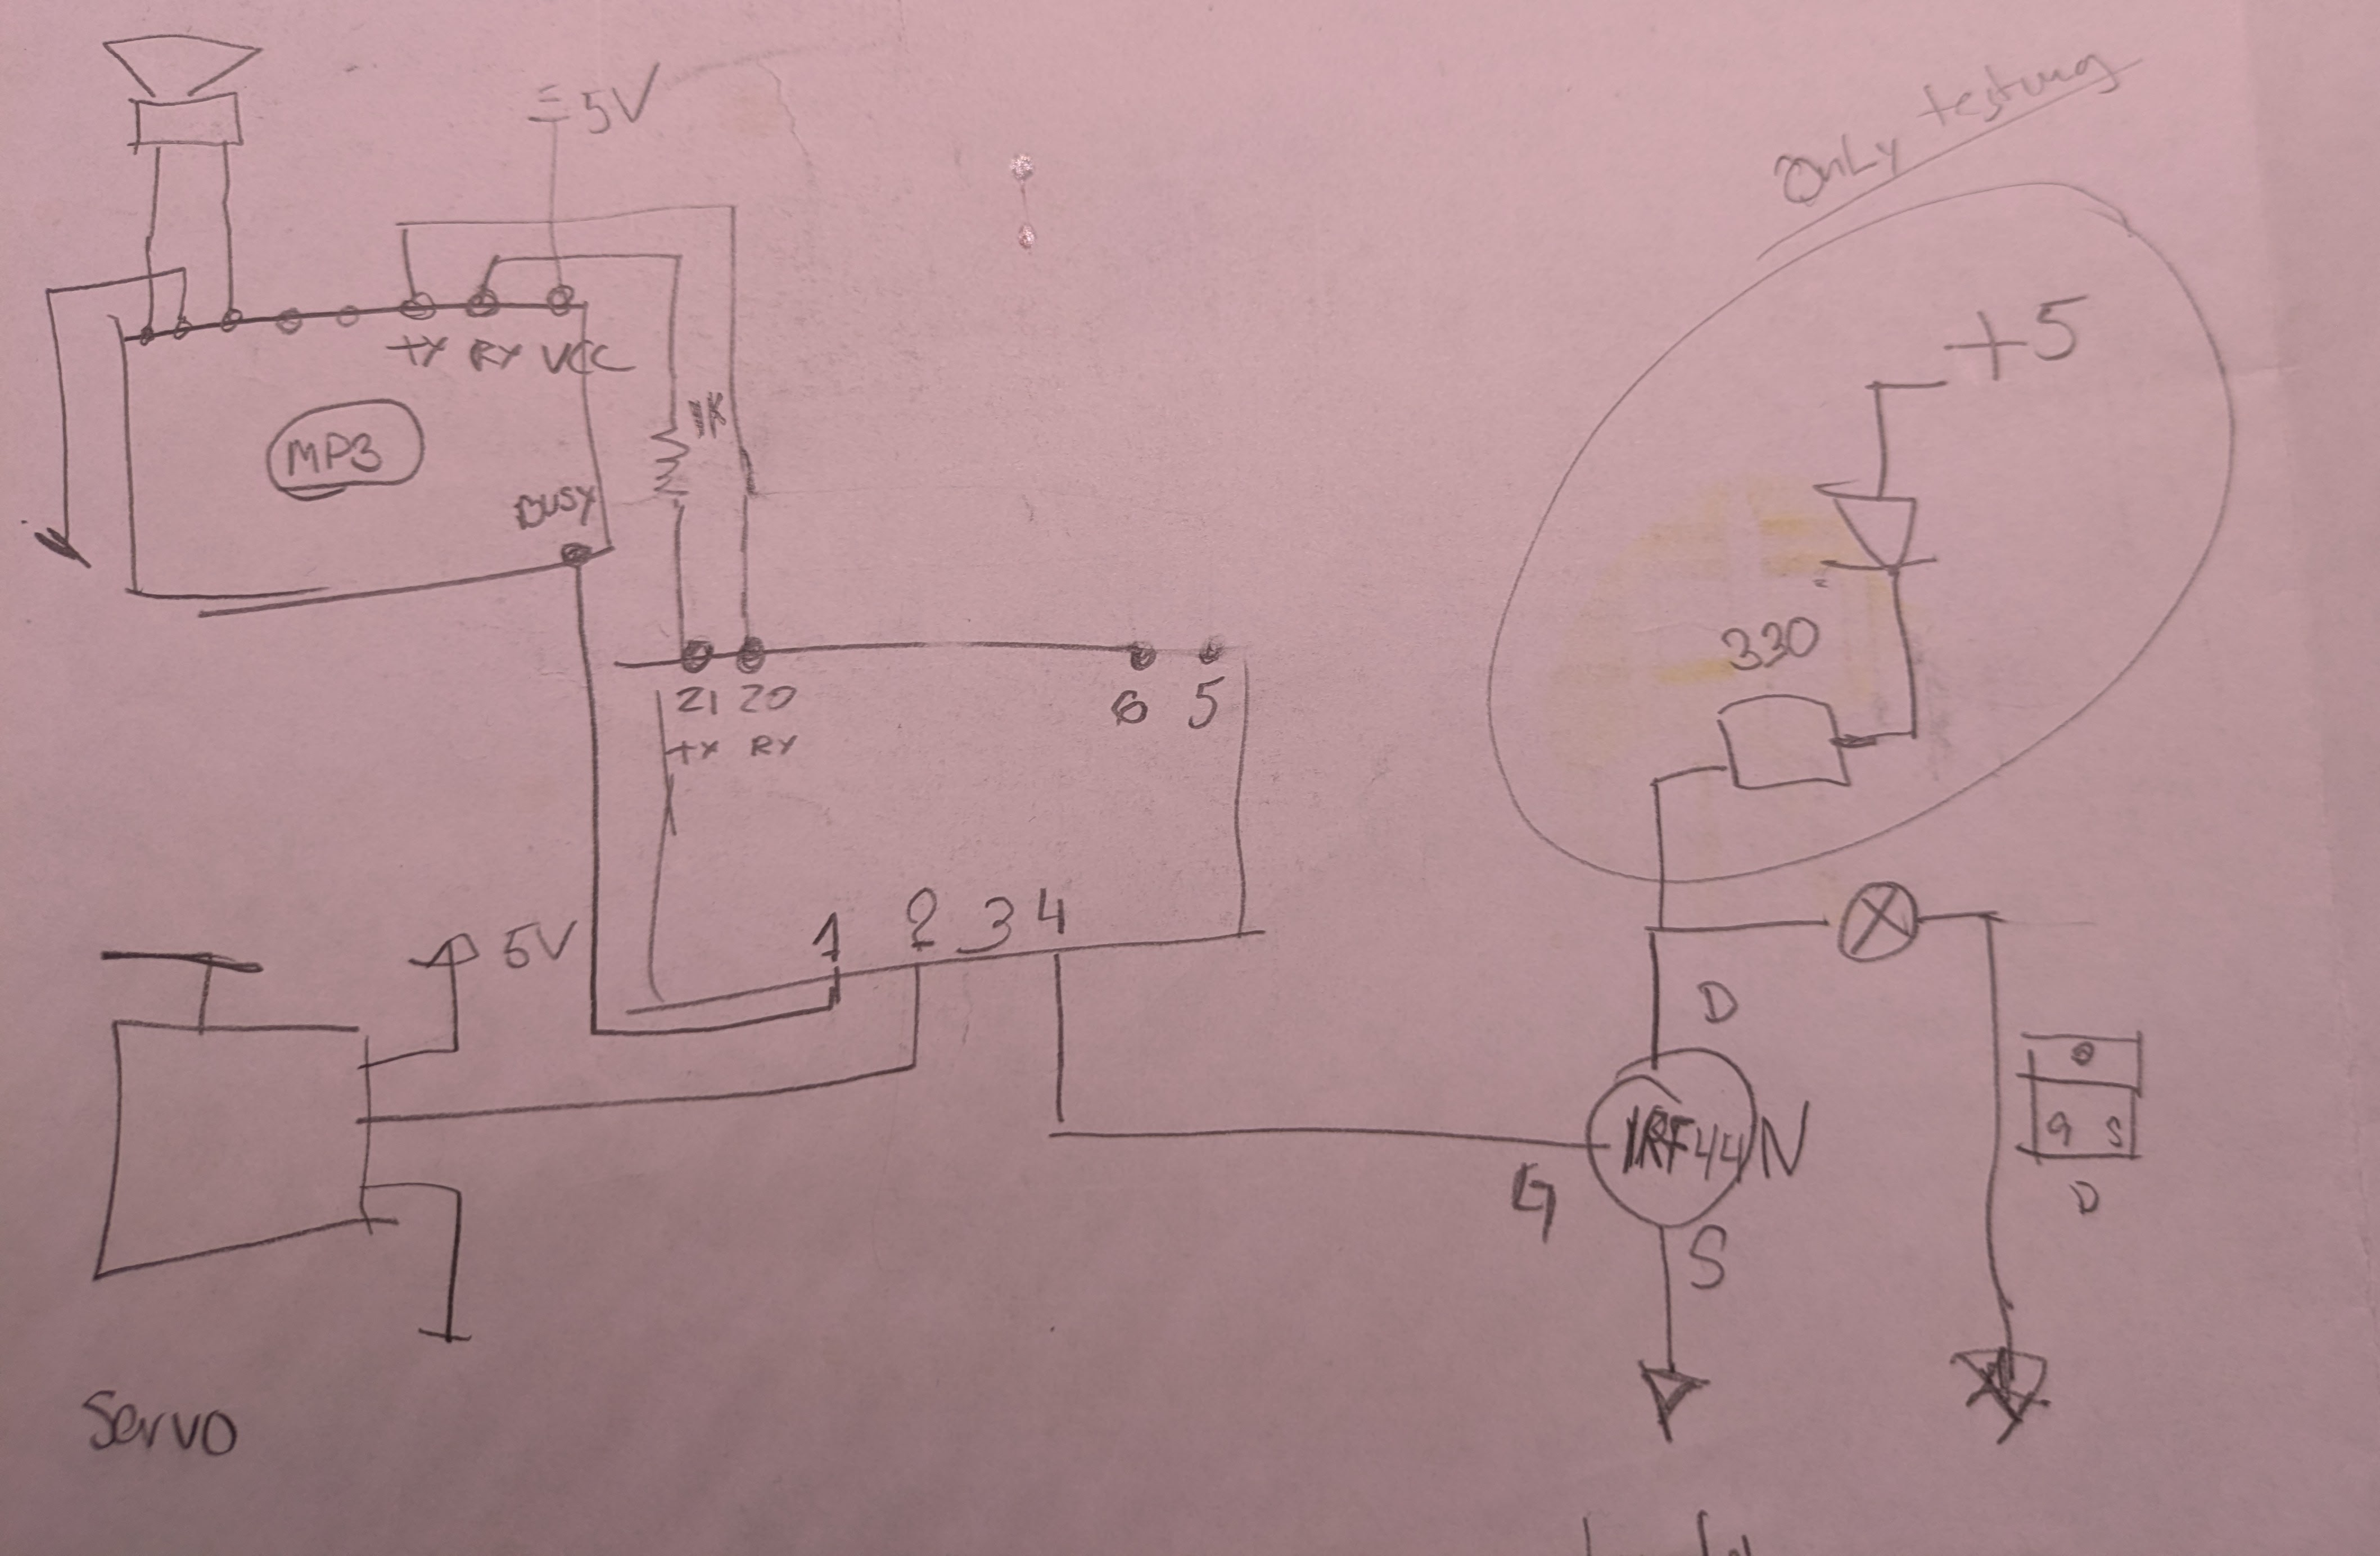 Only testung
5V
+5
tx RX VCC
1K
MP3
BUSY
330
21 20
6 5
tx RX
1 2 3 4
5V
D
IRF44N
g s
G
D
S
Servo